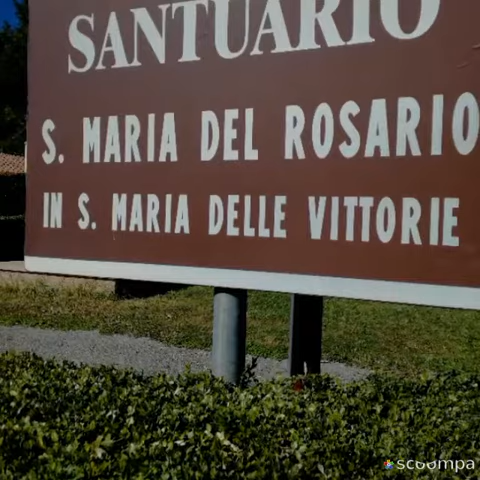 SANTUARIO
S. MARIA DEL ROSARIO
IN S. MARIA DELLE VITTORIE
scoompa